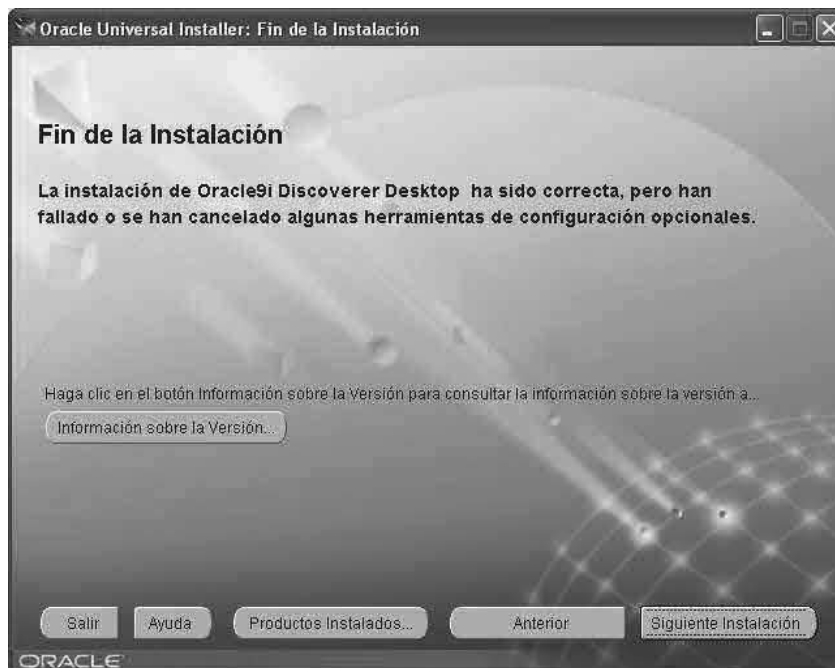 Oracle Universal Installer: Fin de la Instalación
Fin de la Instalación
La instalación de Oracle9i Discoverer Desktop ha sido correcta, pero han
fallado o se han cancelado algunas herramientas de configuración opcionales.
Haga clic en el botón Información sobre la Versión para consultar la información sobre la versión a...
Información sobre la Versión...
Salir
Ayuda
Productos Instalados...
Anterior
Siguiente Instalación
ORACLE